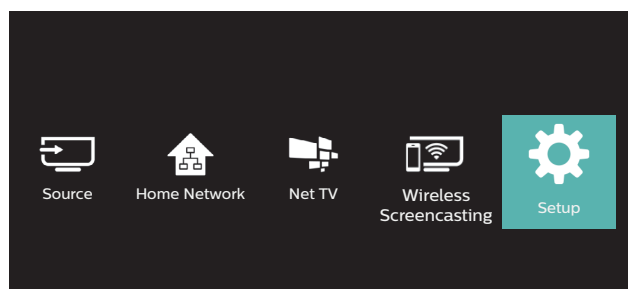 Source
Home Network
Net TV
Wireless
Screencasting
Setup